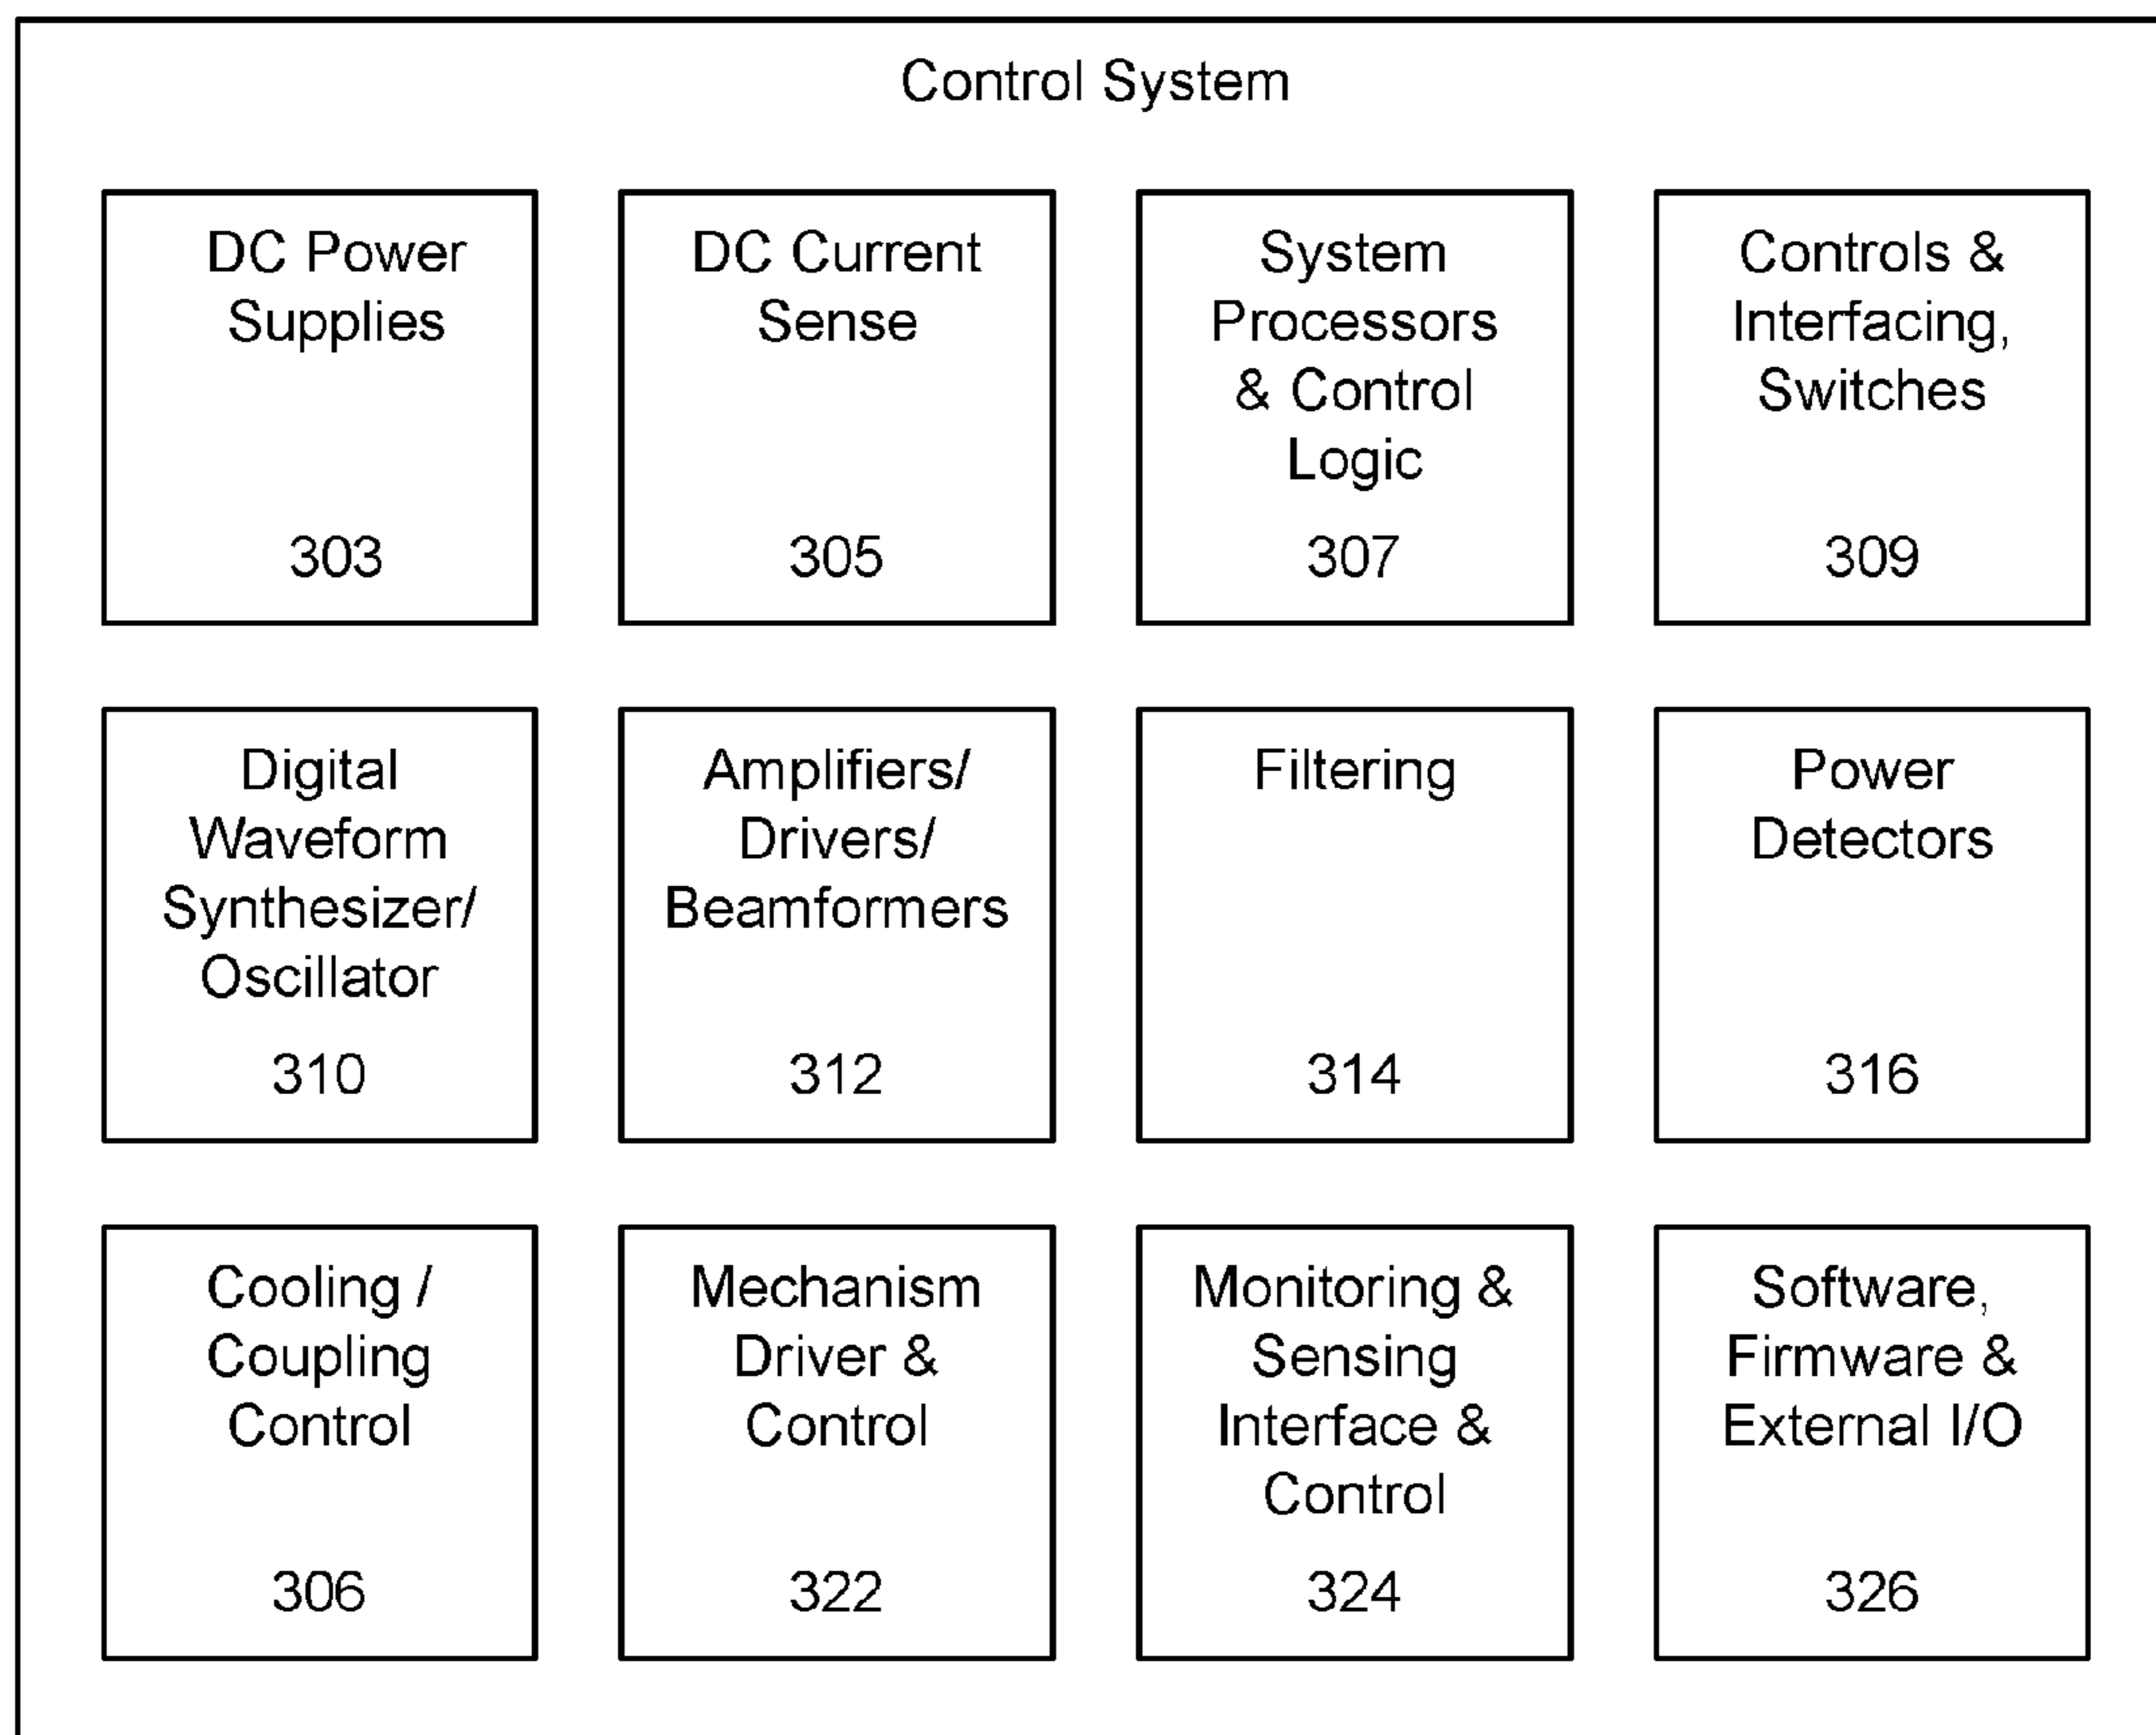 Control System
DC Power
Supplies
303
DC Current
Sense
305
System
Processors
& Control
Logic
307
Controls &
Interfacing,
Switches
309
Digital
Waveform
Synthesizer/
Oscillator
310
Amplifiers/
Drivers/
Beamformers
312
Filtering
314
Power
Detectors
316
Cooling /
Coupling
Control
306
Mechanism
Driver &
Control
322
Monitoring &
Sensing
Interface &
Control
324
Software,
Firmware &
External I/O
326